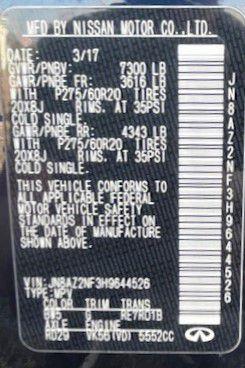 MFD BY NISSAN MOTOR CO.,LTD.
DATE: 3/17
GVWR/PNBV: 7300 LB
GAWR/PNBE FR: 3616 LB
WITH P275/60R20 TIRES
20X8J RIMS, AT 35PSI
COLD SINGLE.
GAWR/PNBE RR: 4343 LB
WITH P275/60R20 TIRES
20X8J RIMS, AT 35PSI
COLD SINGLE.
THIS VEHICLE CONFORMS TO
ALL APPLICABLE FEDERAL
MOTOR VEHICLE SAFETY
STANDARDS IN EFFECT ON
THE DATE OF MANUFACTURE
SHOWN ABOVE.
VIN:JN8AZ2NF3H9644526
TYPE:MPV
COLOR TRIM TRANS
G RE7R01B
AXLE ENGINE
RD29 VK56(VD) 5552CC
INFINITI
JN8AZ2NF3H9644526